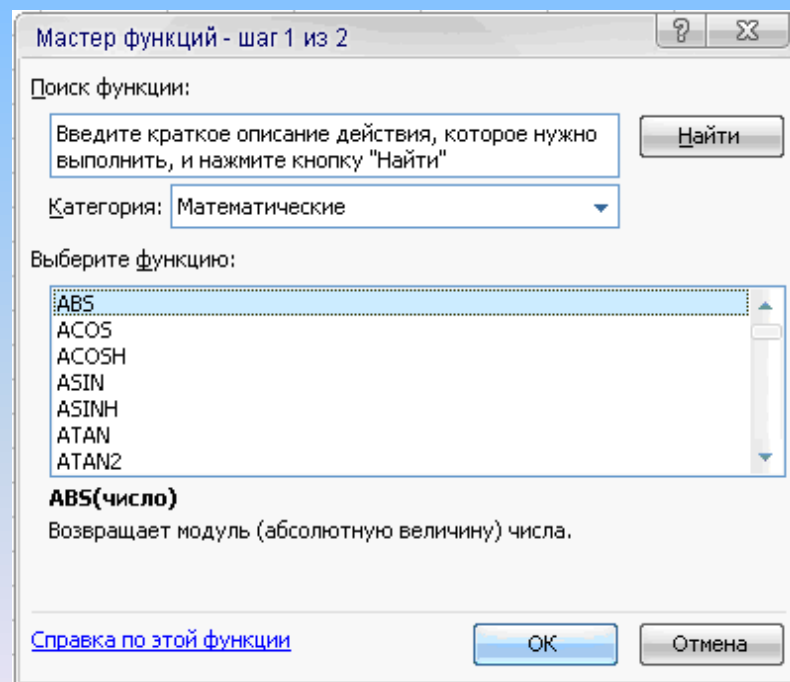 Мастер функций - шаг 1 из 2
Поиск функции:
Введите краткое описание действия, которое нужно
выполнить, и нажмите кнопку "Найти"
Найти
Категория: Математические
Выберите функцию:
ABS
ACOS
ACOSH
ASIN
ASINH
ATAN
ATAN2
ABS(число)
Возвращает модуль (абсолютную величину) числа.
Справка по этой функции
ОК
Отмена